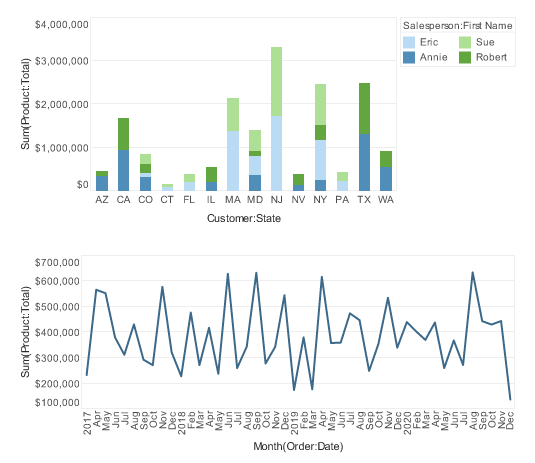 $4,000,000
$3,000,000
$2,000,000
$1,000,000
$0
Sum(Product:Total)
AZ CA CO CT FL IL MA MD NJ NV NY PA TX WA
Customer:State
Salesperson:First Name
Eric Sue
Annie Robert
$700,000
$600,000
$500,000
$400,000
$300,000
$200,000
$100,000
Sum(Product:Total)
2017 Apr May Jun Jul Aug Sep Oct Nov Dec 2018 Feb Mar Apr May Jun Jul Aug Sep Oct Nov Dec 2019 Feb Mar Apr May Jun Jul Aug Sep Oct Nov Dec 2020 Feb Mar Apr May Jun Jul Aug Sep Oct Nov Dec
Month(Order:Date)